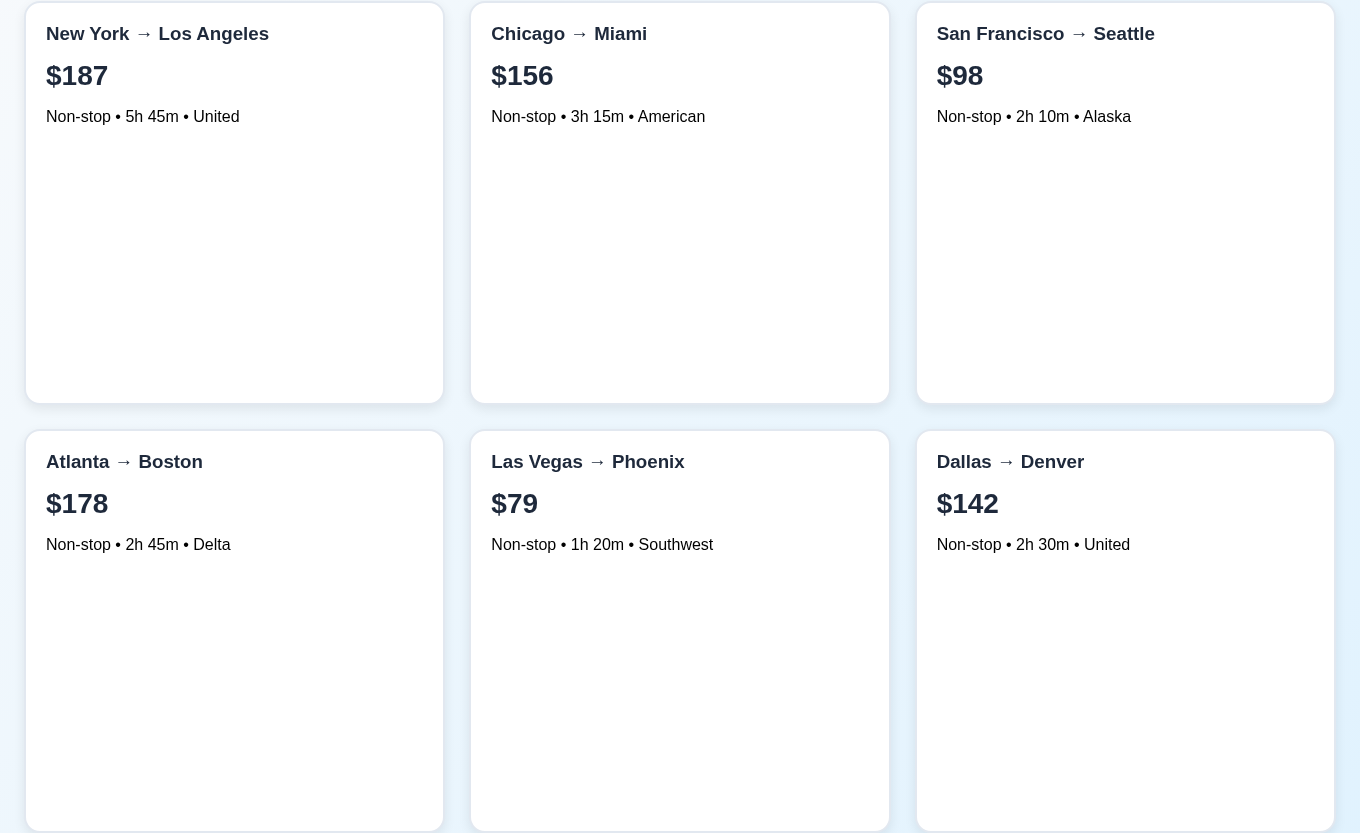 New York → Los Angeles
$187
Non-stop • 5h 45m • United
Chicago → Miami
$156
Non-stop • 3h 15m • American
San Francisco → Seattle
$98
Non-stop • 2h 10m • Alaska
Atlanta → Boston
$178
Non-stop • 2h 45m • Delta
Las Vegas → Phoenix
$79
Non-stop • 1h 20m • Southwest
Dallas → Denver
$142
Non-stop • 2h 30m • United